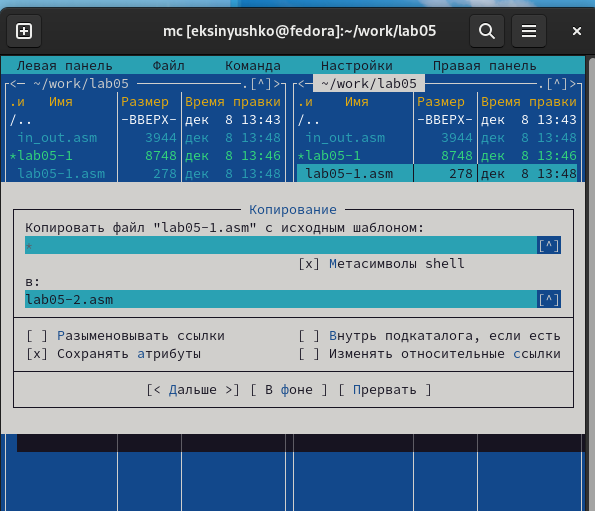 mc [eksinyushko@fedora]:~/work/lab05
Левая панель Файл Команда Настройки Правая панель
<— ~/work/lab05 .[^]> <— ~/work/lab05 .[^]>
.и Имя Размер Время правки .и Имя Размер Время правки
/.. -ВВЕРХ- дек 8 13:43 /.. -ВВЕРХ- дек 8 13:43
in_out.asm 3944 дек 8 13:48 in_out.asm 3944 дек 8 13:48
*lab05-1 8748 дек 8 13:46 *lab05-1 8748 дек 8 13:46
lab05-1.asm 278 дек 8 13:48 lab05-1.asm 278 дек 8 13:48
Копирование
Копировать файл "lab05-1.asm" с исходным шаблоном:
* [^]
[x] Метасимволы shell
в:
lab05-2.asm [^]
[ ] Разыменовывать ссылки [ ] Внутрь подкаталога, если есть
[x] Сохранять атрибуты [ ] Изменять относительные ссылки
[< Дальше >] [ В фоне ] [ Прервать ]